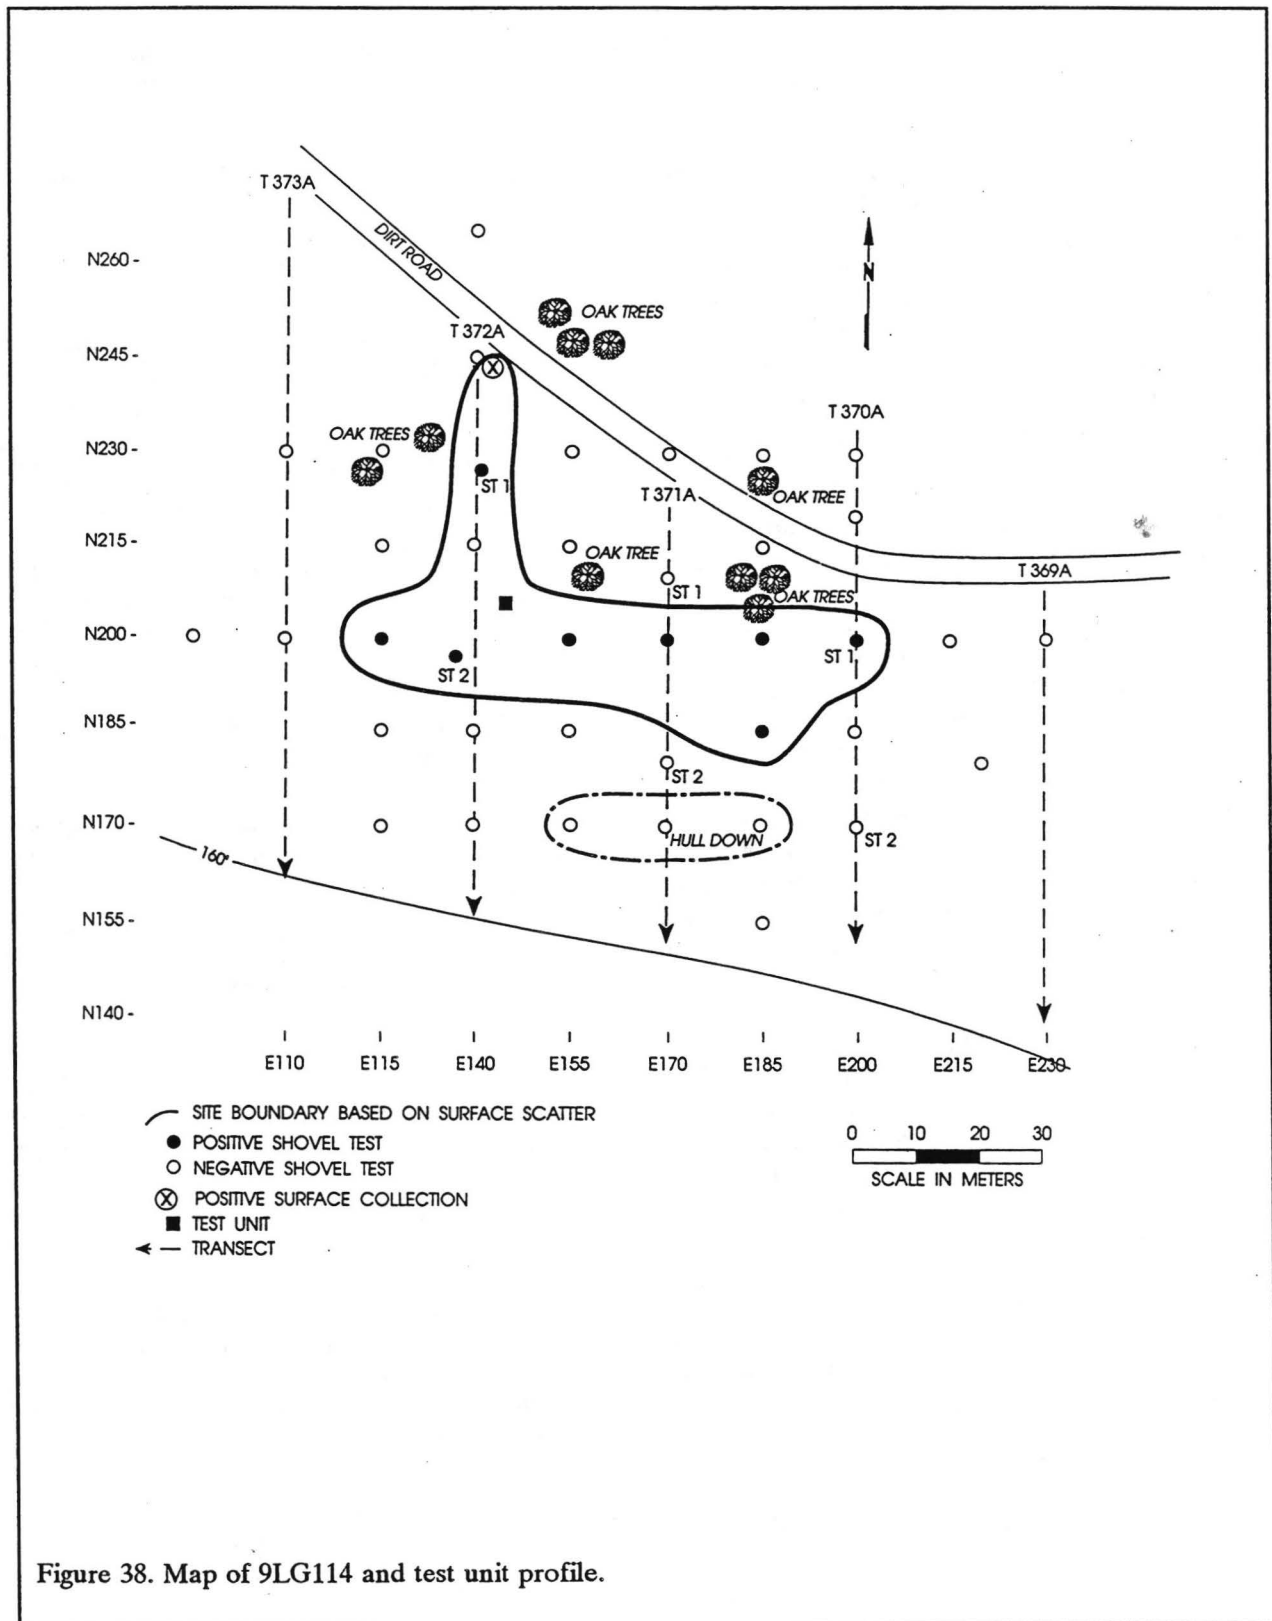 T 373A
DIRT ROAD
N260 -
N
OAK TREES
T 372A
N245 -
T 370A
OAK TREES
N230 -
ST 1
T 371A
OAK TREE
N215 -
OAK TREE
T 369A
ST 1
OAK TREES
N200 -
ST 1
ST 2
N185 -
ST 2
N170 -
HULL DOWN
ST 2
160'
N155 -
N140 -
E110 E115 E140 E155 E170 E185 E200 E215 E230
SITE BOUNDARY BASED ON SURFACE SCATTER
POSITIVE SHOVEL TEST
NEGATIVE SHOVEL TEST
POSITIVE SURFACE COLLECTION
TEST UNIT
TRANSECT
0 10 20 30
SCALE IN METERS
Figure 38. Map of 9LG114 and test unit profile.